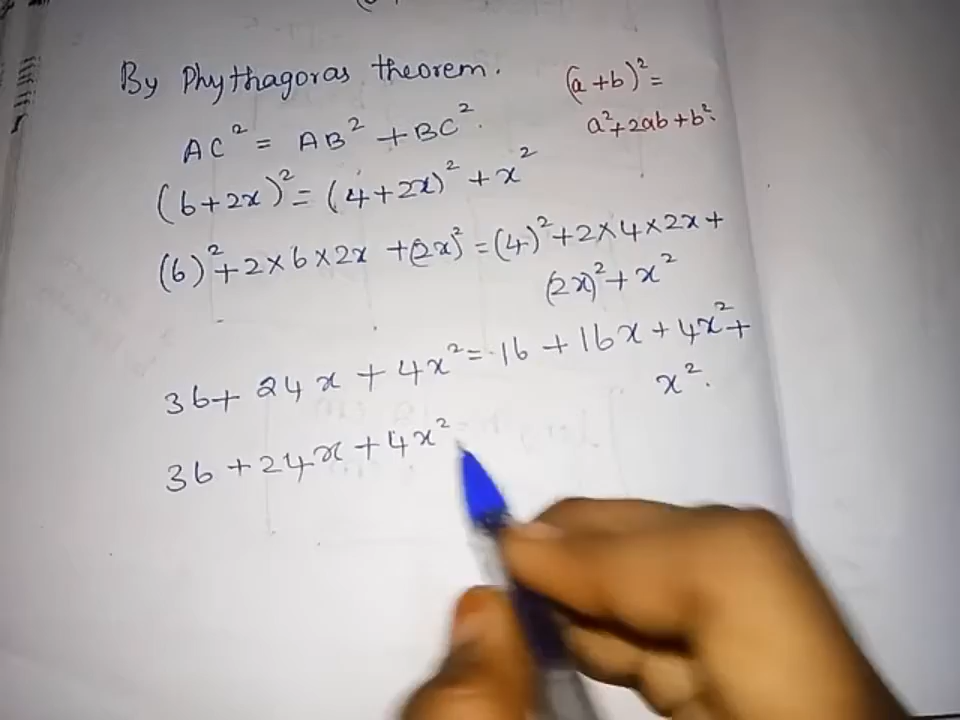 By Phythagoras theorem.
(a+b)² =
a²+2ab+b².
AC² = AB² + BC².
(6+2x)² = (4+2x)² + x²
(6)²+2×6×2x +(2x)² = (4)²+2×4×2x+
(2x)²+x²
36+ 24x + 4x² = 16 + 16x + 4x²+
x².
36 +24x +4x²